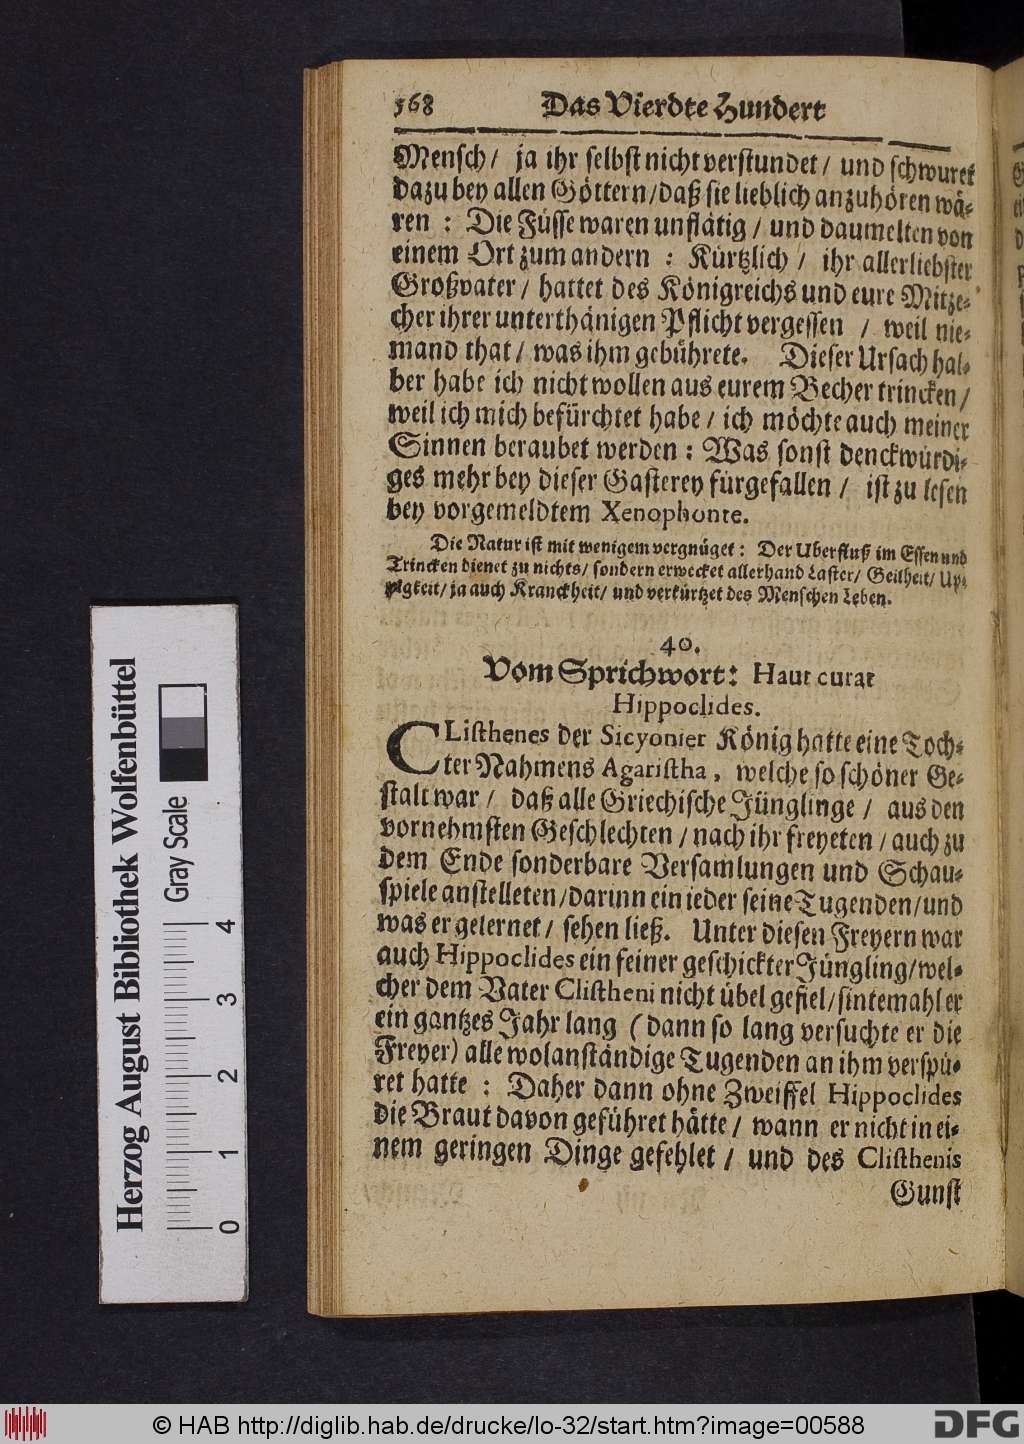 568 Das Vierdte Hundert
Mensch / ja ihr selbst nicht verstundet / und schwuret
dazu bey allen Göttern / daß sie lieblich anzuhören wä-
ren : Die Füsse waren unflätig / und daumelten von
einem Ort zum andern : Kürtzlich / ihr allerliebster
Großvater / hattet des Königreichs und eure Mitze-
cher ihrer unterthänigen Pflicht vergessen / weil nie-
mand that / was ihm gebührete. Dieser Ursach hal-
ber habe ich nicht wollen aus eurem Becher trincken /
weil ich mich befürchtet habe / ich möchte auch meiner
Sinnen beraubet werden : Was sonst denckwürdi-
ges mehr bey dieser Gasterey fürgefallen / ist zu lesen
bey vorgemeldtem Xenophonte.
Die Natur ist mit wenigem vergnüget : Der Uberfluß im Essen und
Trincken dienet zu nichts / sondern erwecket allerhand Laster / Geilheit / Up-
pigkeit / ja auch Kranckheit / und verkürtzet des Menschen Leben.
40.
Vom Sprichwort: Haut curat
Hippoclides.
CListhenes der Sicyonier König hatte eine Toch-
ter Nahmens Agaristha, welche so schöner Ge-
stalt war / daß alle Griechische Jünglinge / aus den
vornehmsten Geschlechten / nach ihr freyeten / auch zu
dem Ende sonderbare Versamlungen und Schau-
spiele anstelleten / darinn ein ieder seine Tugenden / und
was er gelernet / sehen ließ. Unter diesen Freyern war
auch Hippoclides ein feiner geschickter Jüngling / wel-
cher dem Vater Clistheni nicht übel gefiel / sintemahl er
ein gantzes Jahr lang ( dann so lang versuchte er die
Freyer) alle wolanständige Tugenden an ihm verspü-
ret hatte : Daher dann ohne Zweiffel Hippoclides
die Braut davon geführet hätte / wann er nicht in ei-
nem geringen Dinge gefehlet / und des Clisthenis
Gunst
Herzog August Bibliothek Wolfenbüttel
Gray Scale
0 1 2 3 4
© HAB http://diglib.hab.de/drucke/lo-32/start.htm?image=00588
DFG